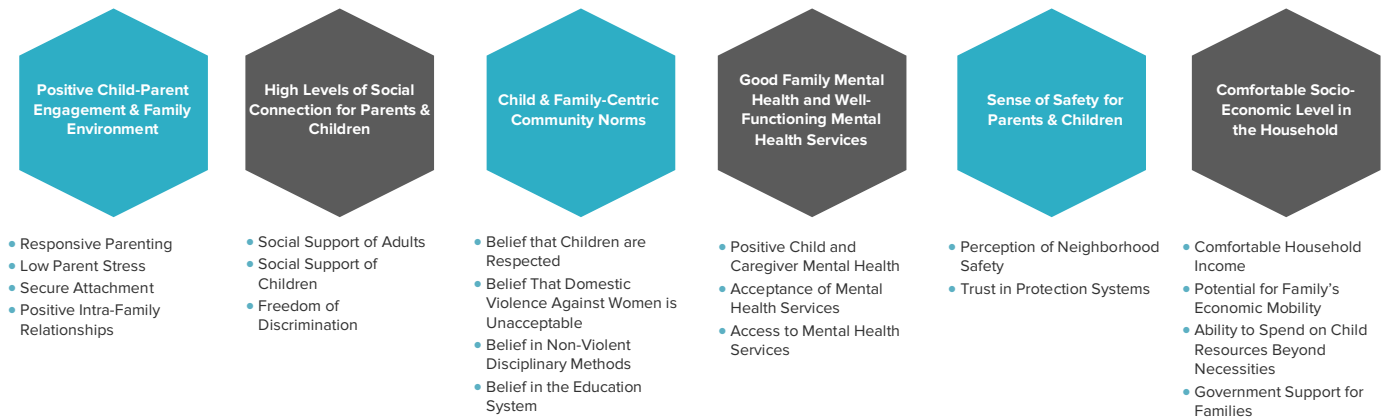 Positive Child-Parent
Engagement & Family
Environment
• Responsive Parenting
• Low Parent Stress
• Secure Attachment
• Positive Intra-Family
Relationships
High Levels of Social
Connection for Parents &
Children
• Social Support of Adults
• Social Support of
Children
• Freedom of
Discrimination
Child & Family-Centric
Community Norms
• Belief that Children are
Respected
• Belief That Domestic
Violence Against Women is
Unacceptable
• Belief in Non-Violent
Disciplinary Methods
• Belief in the Education
System
Good Family Mental
Health and Well-
Functioning Mental
Health Services
• Positive Child and
Caregiver Mental Health
• Acceptance of Mental
Health Services
• Access to Mental Health
Services
Sense of Safety for
Parents & Children
• Perception of Neighborhood
Safety
• Trust in Protection Systems
Comfortable Socio-
Economic Level in
the Household
• Comfortable Household
Income
• Potential for Family’s
Economic Mobility
• Ability to Spend on Child
Resources Beyond
Necessities
• Government Support for
Families